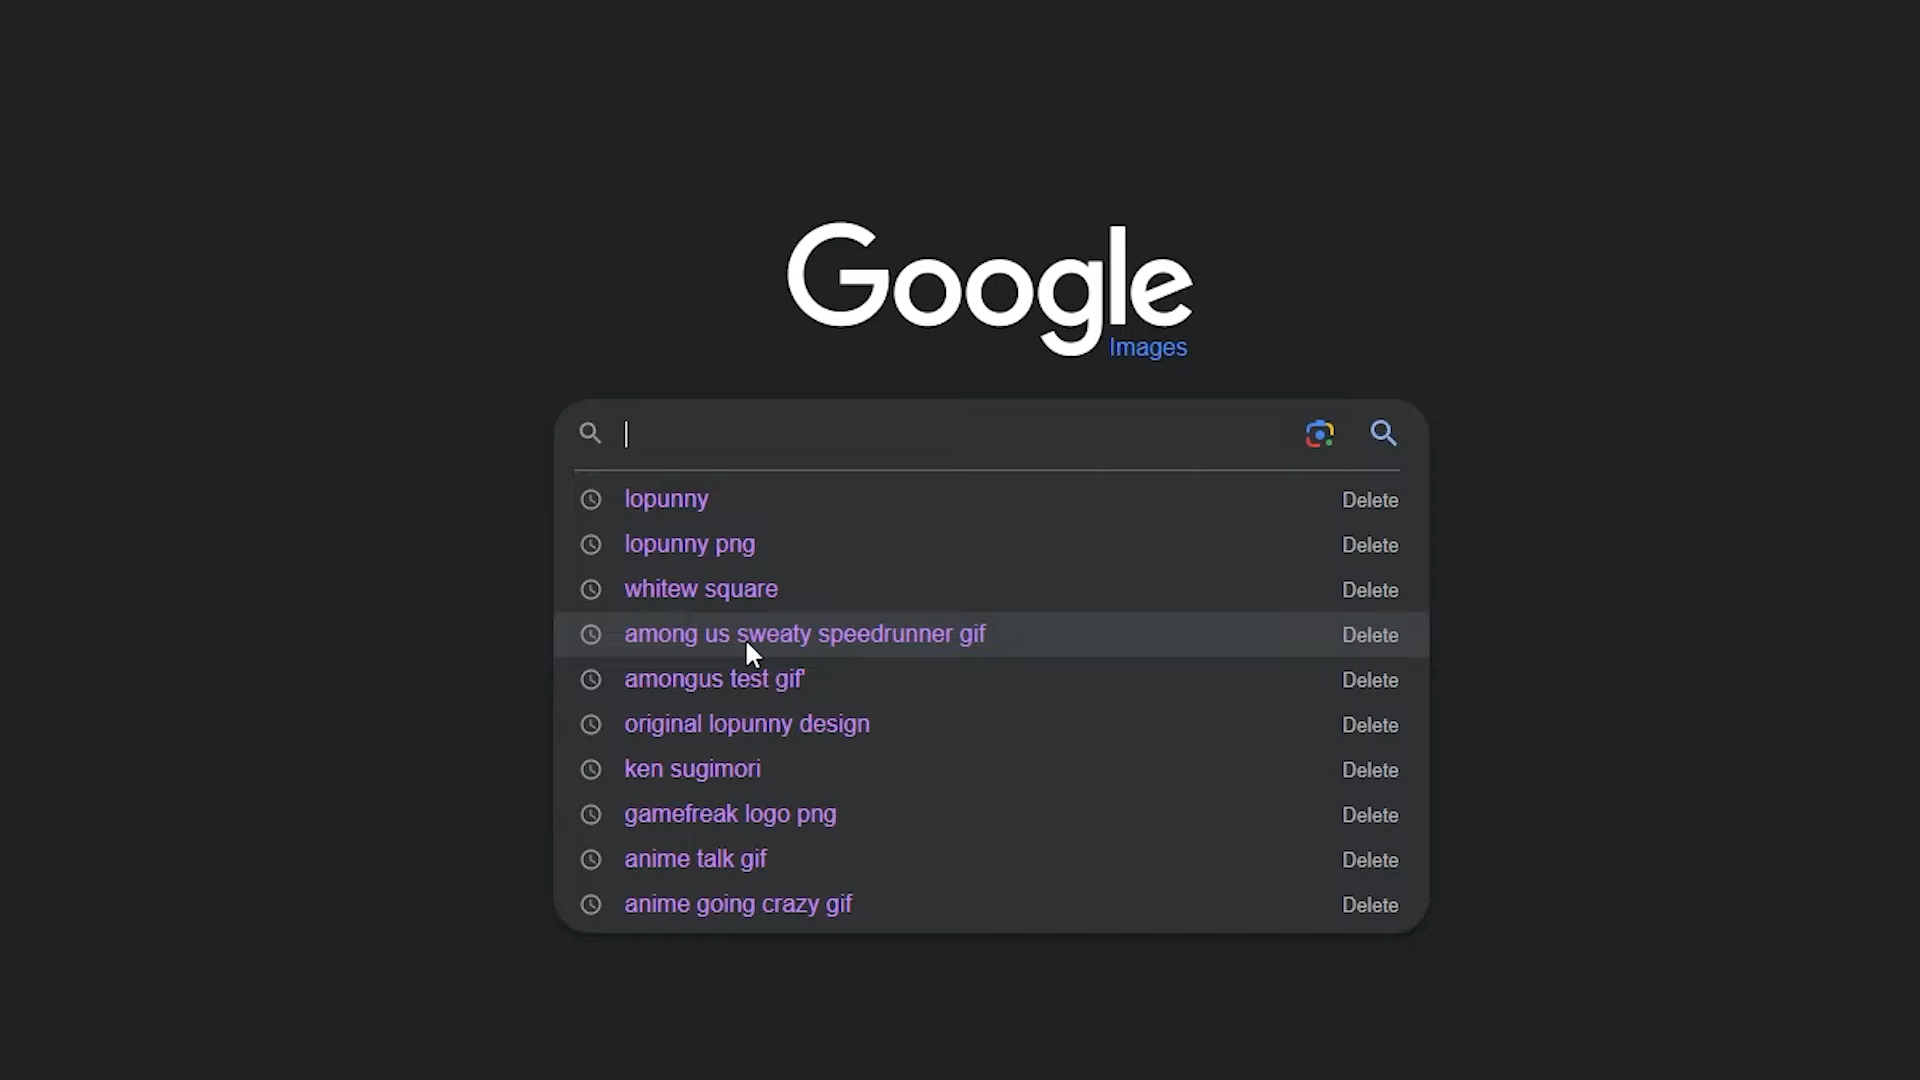 Google
Images
lopunny Delete
lopunny png Delete
whitew square Delete
among us sweaty speedrunner gif Delete
amongus test gif' Delete
original lopunny design Delete
ken sugimori Delete
gamefreak logo png Delete
anime talk gif Delete
anime going crazy gif Delete